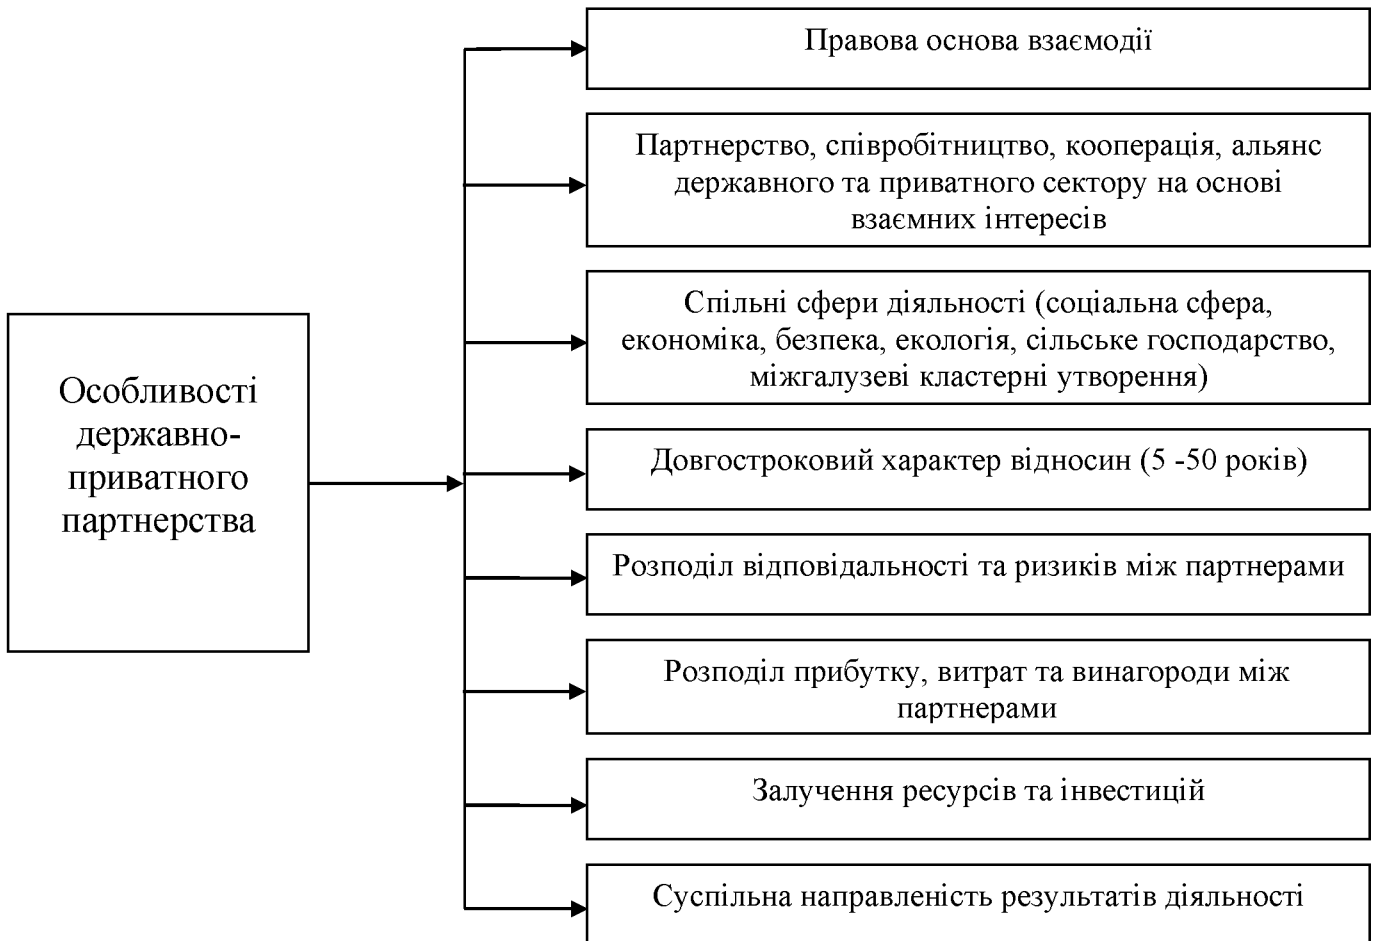 Правова основа взаємодії
Партнерство, співробітництво, кооперація, альянс
державного та приватного сектору на основі
взаємних інтересів
Спільні сфери діяльності (соціальна сфера,
економіка, безпека, екологія, сільське господарство,
міжгалузеві кластерні утворення)
Особливості
державно-
приватного
партнерства
Довгостроковий характер відносин (5 -50 років)
Розподіл відповідальності та ризиків між партнерами
Розподіл прибутку, витрат та винагороди між
партнерами
Залучення ресурсів та інвестицій
Суспільна направленість результатів діяльності